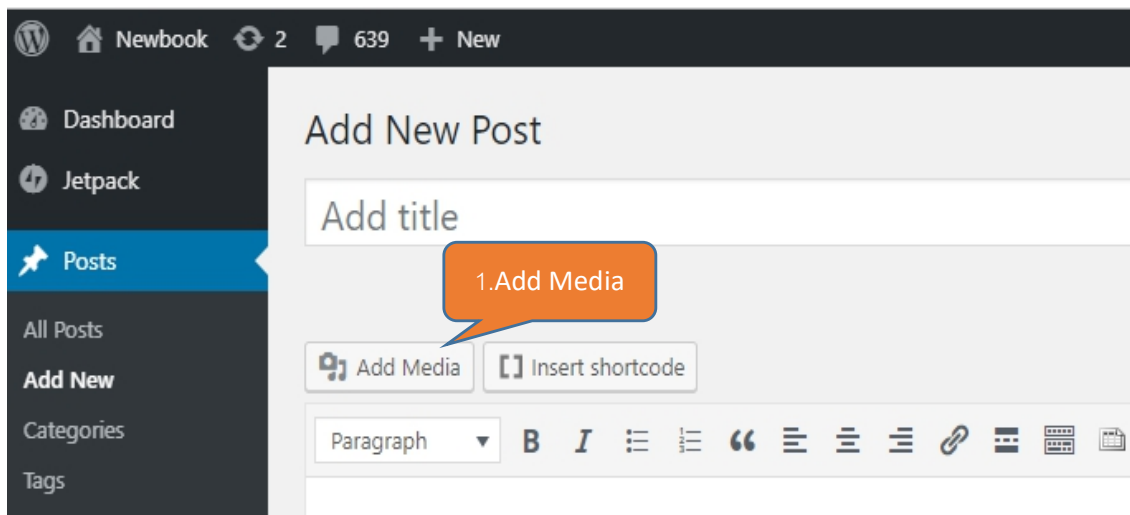 Newbook 2 639 New
Dashboard
Jetpack
Posts
All Posts
Add New
Categories
Tags
Add New Post
Add title
1.Add Media
Add Media Insert shortcode
Paragraph B I